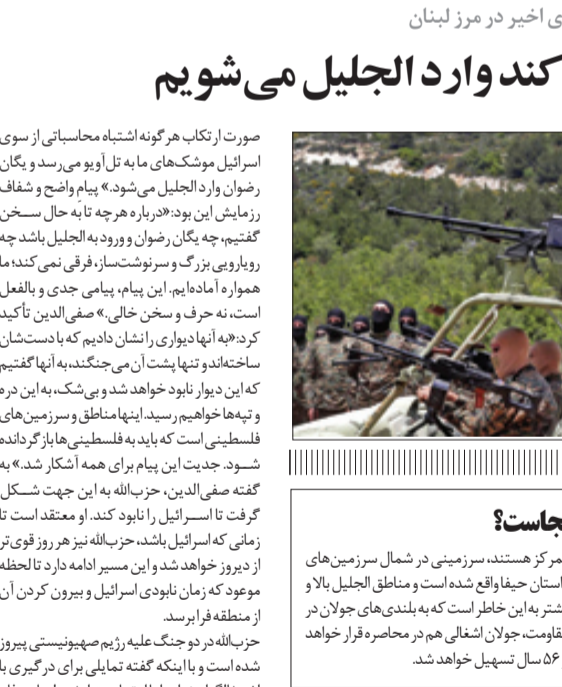 ی اخیر در مرز لبنان
کند وارد الجلیل می‌شویم
صورت ارتکاب هرگونه اشتباه محاسباتی از سوی
اسرائیل موشک‌های ما به تل‌آویو می‌رسد و یگان
رضوان وارد الجلیل می‌شود.» پیام واضح و شفاف
رزمایش این بود: «درباره هرچه تا به حال سخن
گفتیم، چه یگان رضوان و ورود به الجلیل باشد چه
رویارویی بزرگ و سرنوشت‌ساز، فرقی نمی‌کند؛ ما
همواره آماده‌ایم. این پیام، پیامی جدی و بالفعل
است، نه حرف و سخن خالی.» صفی‌الدین تأکید
کرد: «به آنها دیواری را نشان دادیم که با دست‌شان
ساخته‌اند و تنها پشت آن می‌جنگند، به آنها گفتیم
که این دیوار نابود خواهد شد و بی‌شک، به این دره
و تپه‌ها خواهیم رسید. اینها مناطق و سرزمین‌های
فلسطینی است که باید به فلسطینی‌ها بازگردانده
شود. جدیت این پیام برای همه آشکار شد.» به
گفته صفی‌الدین، حزب‌الله به این جهت شکل
گرفت تا اسرائیل را نابود کند. او معتقد است تا
زمانی که اسرائیل باشد، حزب‌الله نیز هر روز قوی‌تر
از دیروز خواهد شد و این مسیر ادامه دارد تا لحظه
موعود که زمان نابودی اسرائیل و بیرون کردن آن
از منطقه فرا برسد.
حزب‌الله در دو جنگ علیه رژیم صهیونیستی پیروز
شده است و با اینکه گفته تمایلی برای درگیری با
جاست؟
مرکز هستند، سرزمینی در شمال سرزمین‌های
استان حیفا واقع شده است و مناطق الجلیل بالا و
شتر به این خاطر است که به بلندی‌های جولان در
قاومت، جولان اشغالی هم در محاصره قرار خواهد
۵۶ سال تسهیل خواهد شد.